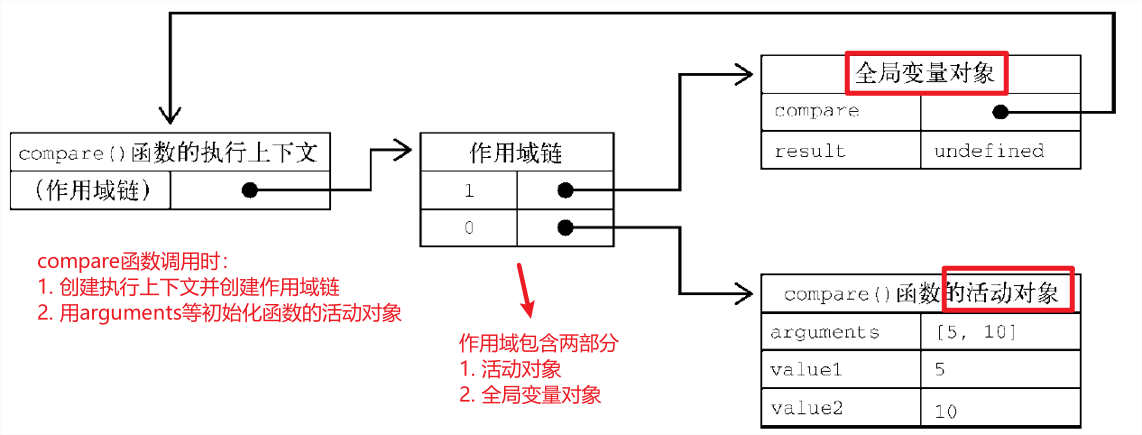 全局变量对象
compare
result undefined
compare()函数的执行上下文
(作用域链)
作用域链
1
0
compare函数调用时：
1. 创建执行上下文并创建作用域链
2. 用arguments等初始化函数的活动对象
作用域包含两部分
1. 活动对象
2. 全局变量对象
compare()函数的活动对象
arguments [5, 10]
value1 5
value2 10